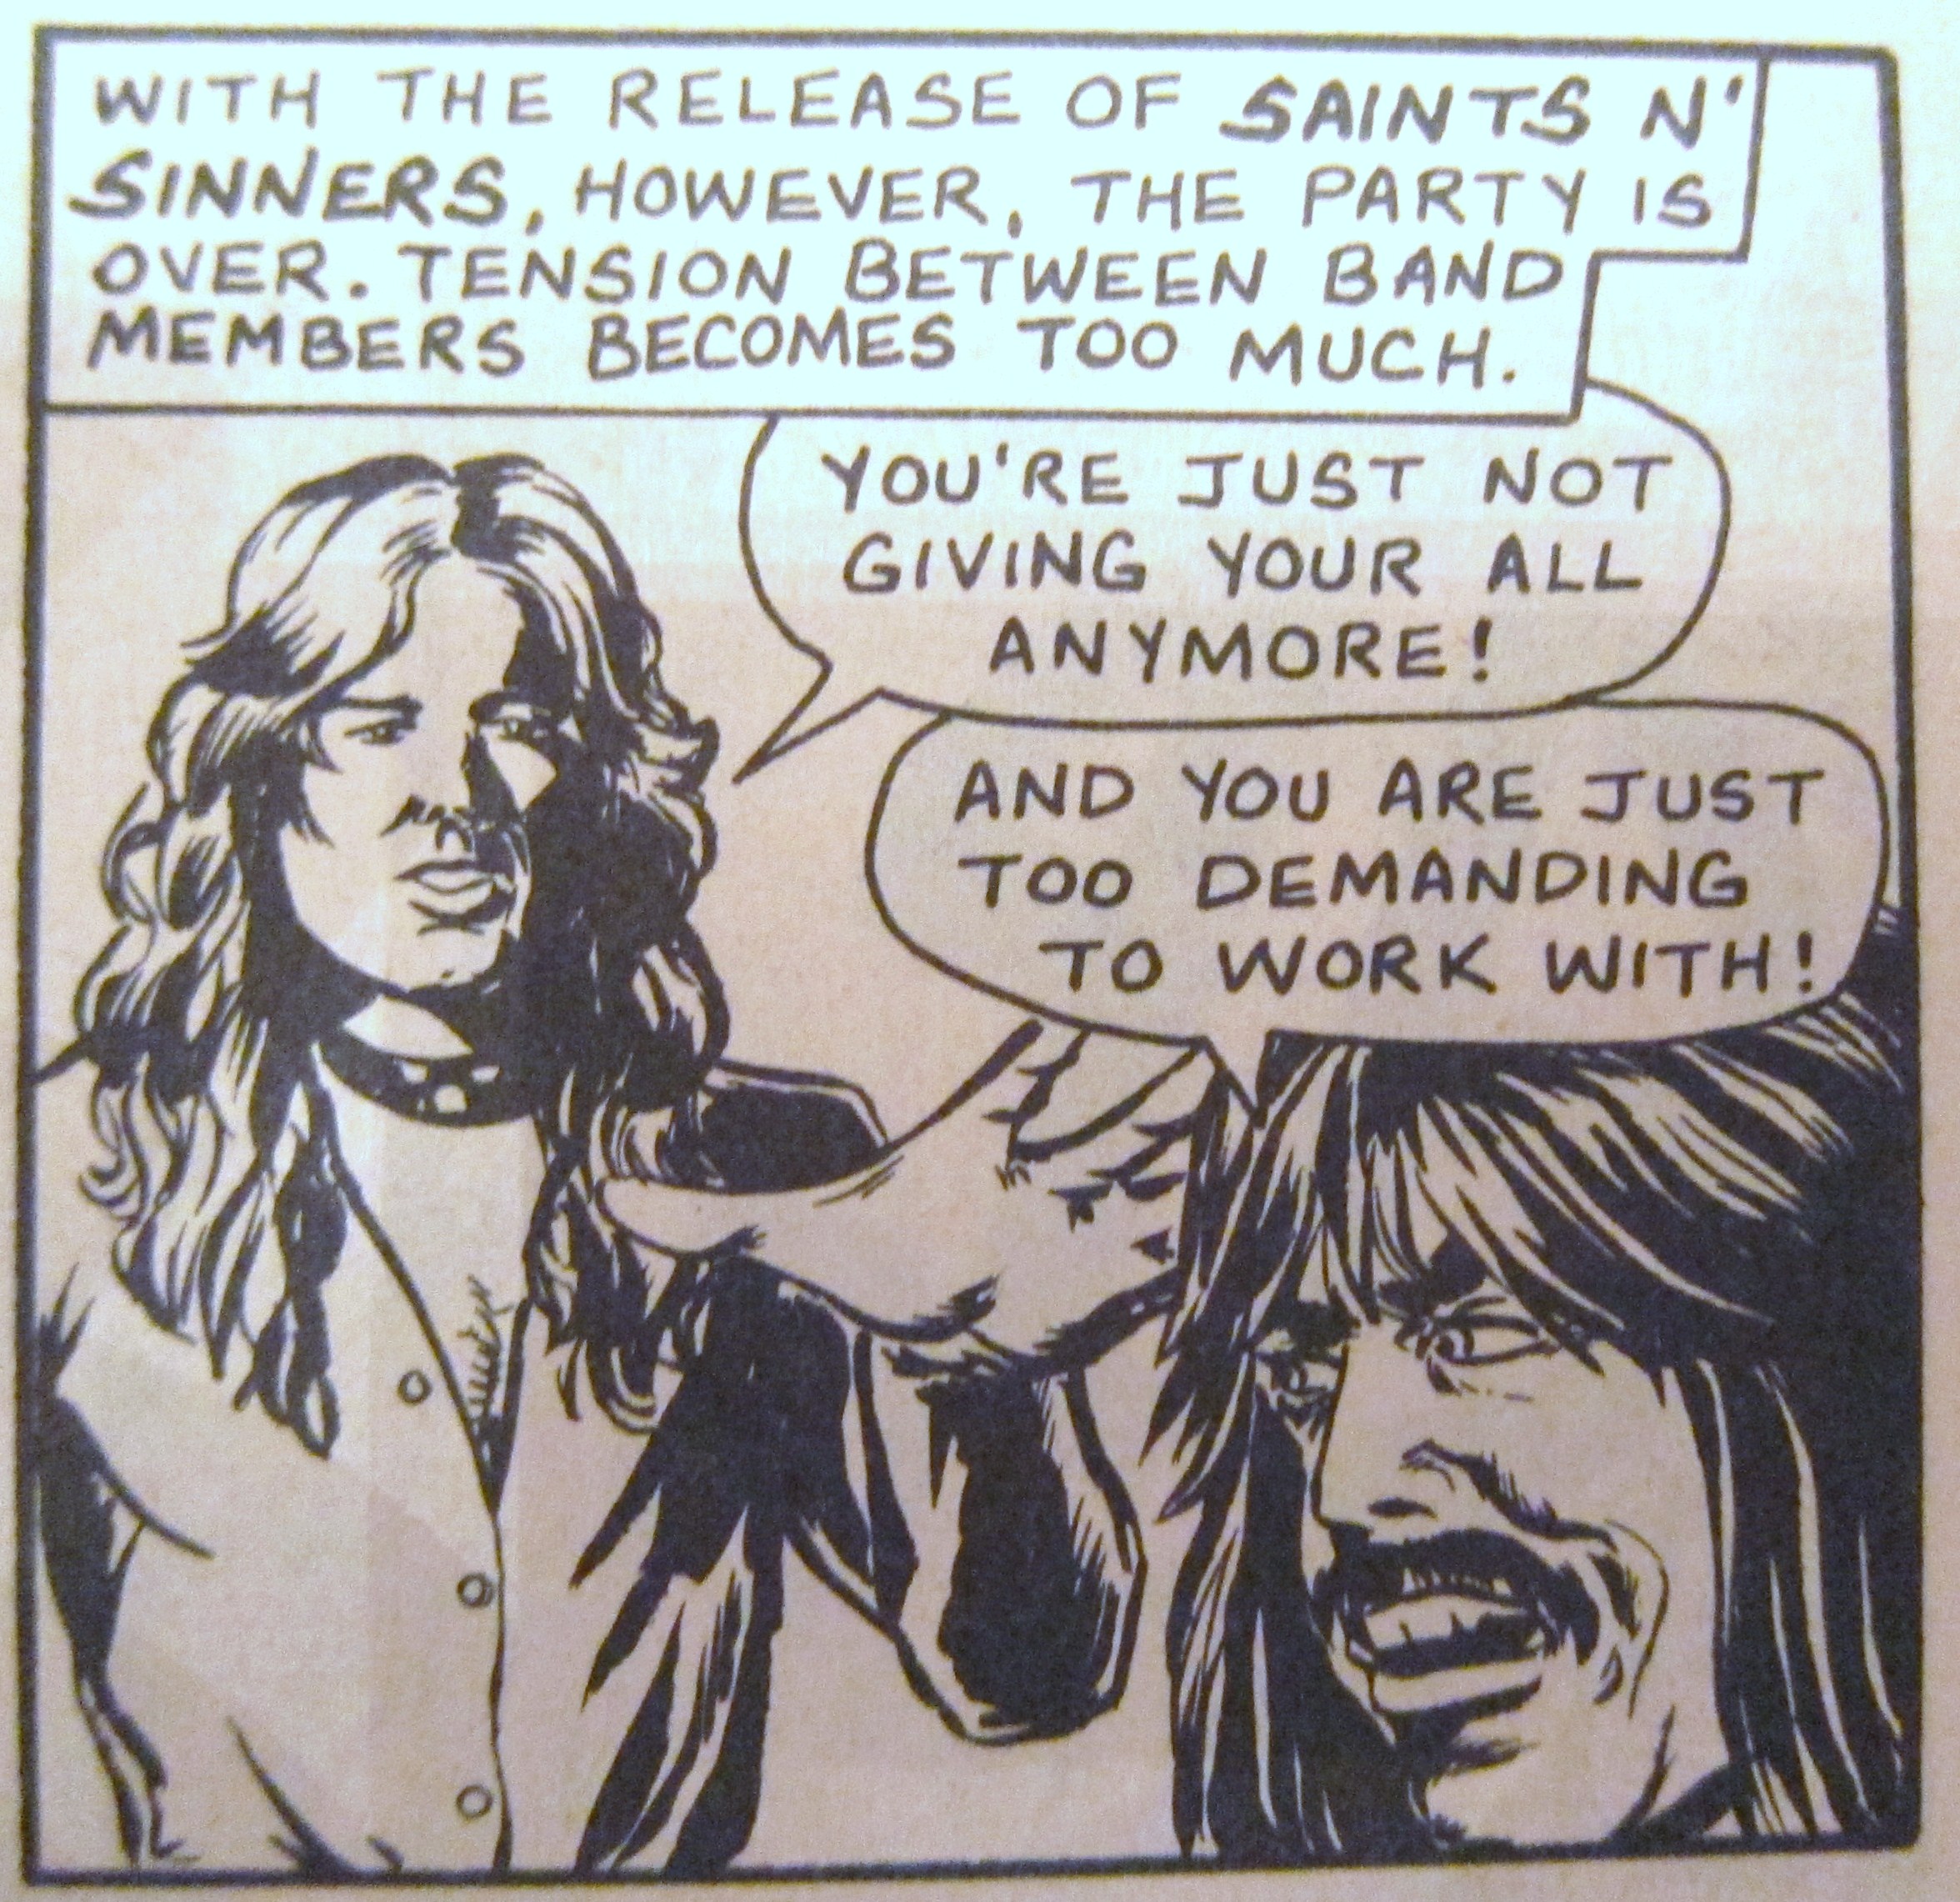 WITH THE RELEASE OF SAINTS N'
SINNERS, HOWEVER, THE PARTY IS
OVER. TENSION BETWEEN BAND
MEMBERS BECOMES TOO MUCH.
YOU'RE JUST NOT
GIVING YOUR ALL
ANYMORE!
AND YOU ARE JUST
TOO DEMANDING
TO WORK WITH!